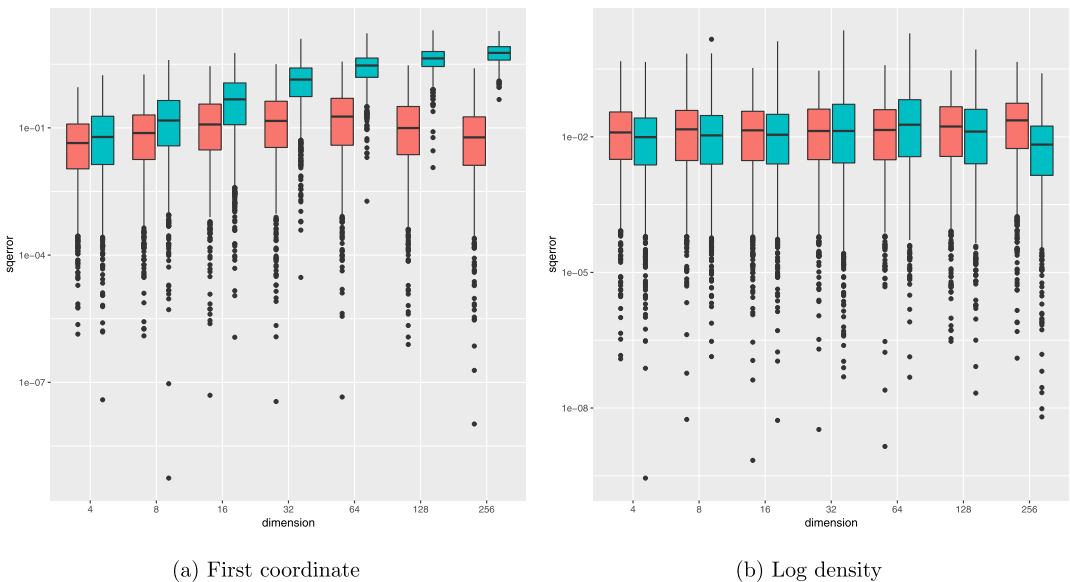 sqerror
1e−01
1e−04
1e−07
4 8 16 32 64 128 256
dimension
(a) First coordinate
sqerror
1e−02
1e−05
1e−08
4 8 16 32 64 128 256
dimension
(b) Log density